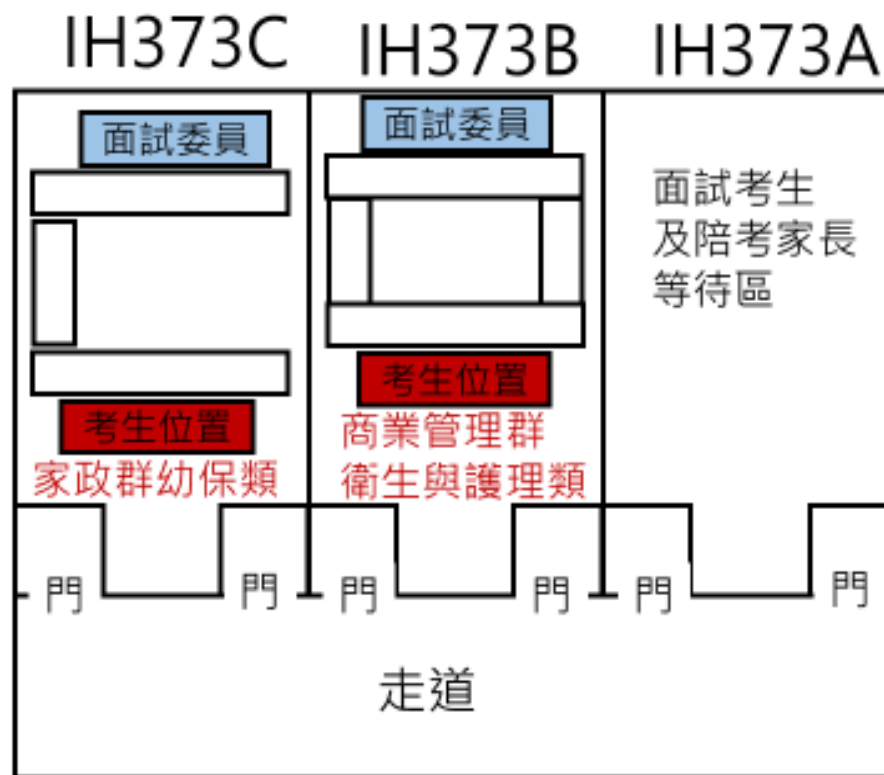 IH373C
IH373B
IH373A
面試委員
面試委員
面試考生
及陪考家長
等待區
考生位置
考生位置
家政群幼保類
商業管理群
衛生與護理類
門
門
門
門
門
門
走道